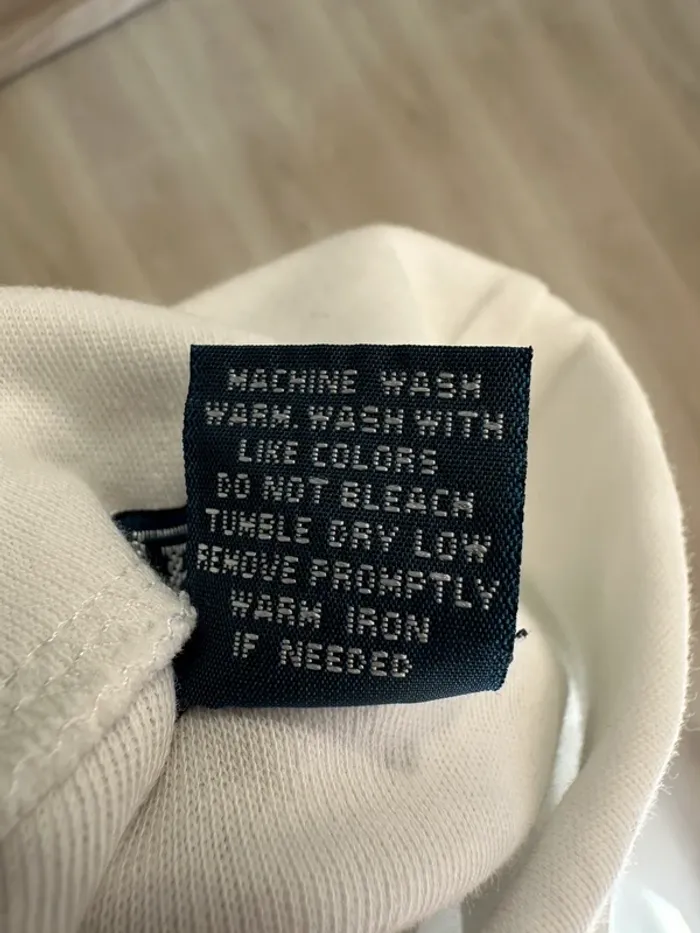 MACHINE WASH
WARM. WASH WITH
LIKE COLORS
DO NOT BLEACH
TUMBLE DRY LOW
REMOVE PROMPTLY
WARM IRON
IF NEEDED